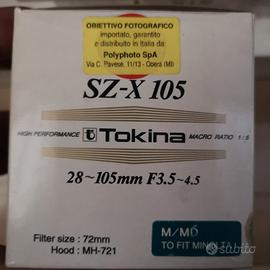 OBIETTIVO FOTOGRAFICO
importato, garantito
e distribuito in Italia da:
Polyphoto SpA
Via C. Pavese, 11/13 - Opera (MI)
SZ-X 105
HIGH PERFORMANCE t Tokina MACRO RATIO 1:5
28~105mm F3.5~4.5
Filter size : 72mm
Hood : MH-721
M/MD
TO FIT MINOLTA
subito